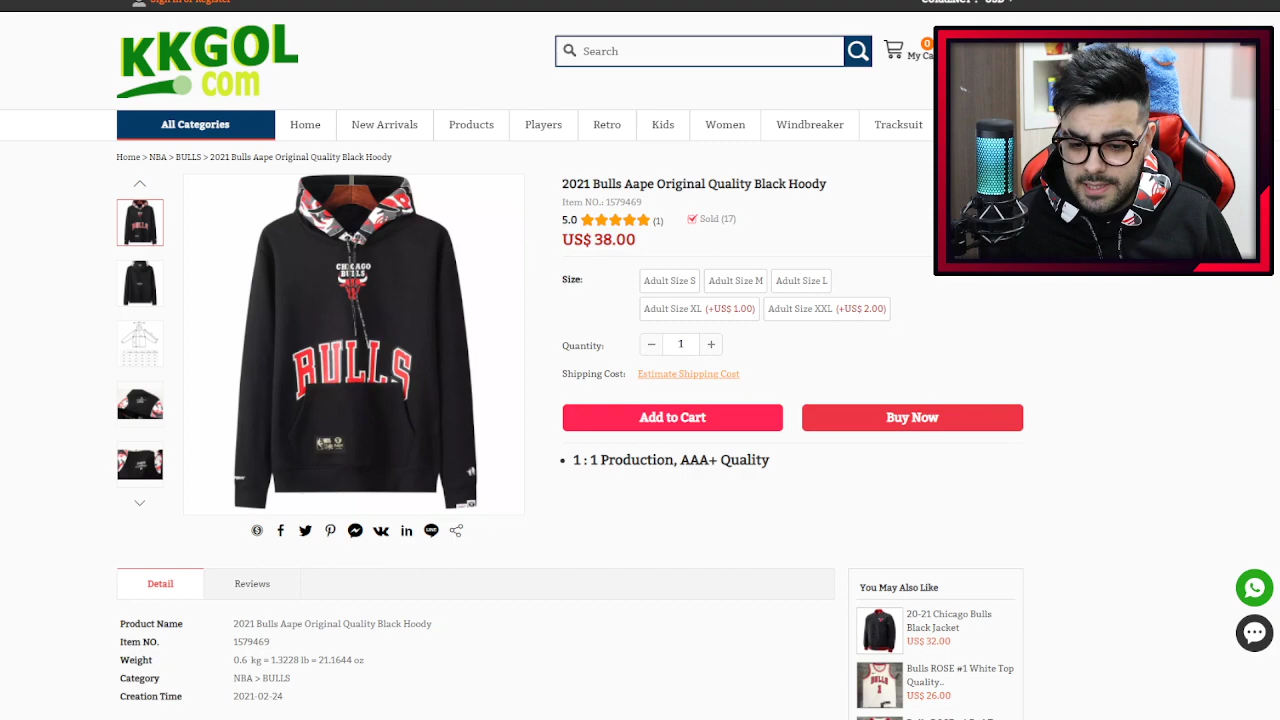 Sign in or Register
KKGOL
com
Search
0
My Ca
All Categories
Home
New Arrivals
Products
Players
Retro
Kids
Women
Windbreaker
Tracksuit
Home > NBA > BULLS > 2021 Bulls Aape Original Quality Black Hoody
CHICAGO
BULLS
BULLS
2021 Bulls Aape Original Quality Black Hoody
Item NO.: 1579469
5.0 (1) Sold (17)
US$ 38.00
Size:
Adult Size S
Adult Size M
Adult Size L
Adult Size XL (+US$ 1.00)
Adult Size XXL (+US$ 2.00)
Quantity:
1
Shipping Cost: Estimate Shipping Cost
Add to Cart
Buy Now
• 1 : 1 Production, AAA+ Quality
Detail
Reviews
Product Name 2021 Bulls Aape Original Quality Black Hoody
Item NO. 1579469
Weight 0.6 kg = 1.3228 lb = 21.1644 oz
Category NBA > BULLS
Creation Time 2021-02-24
You May Also Like
20-21 Chicago Bulls
Black Jacket
US$ 32.00
Bulls ROSE #1 White Top
Quality..
US$ 26.00